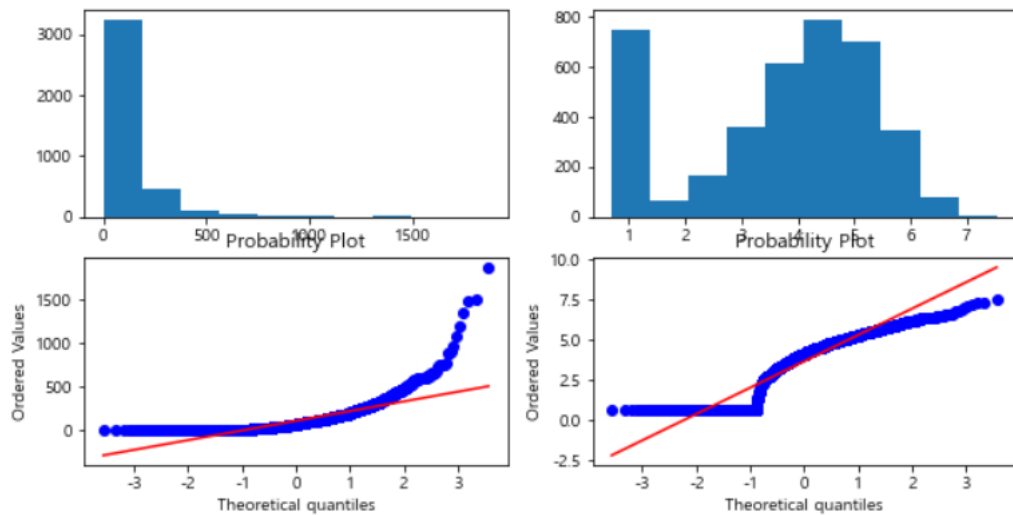 3000
2000
1000
0
0 500 1000 1500
800
600
400
200
0
1 2 3 4 5 6 7
Probability Plot
1500
1000
500
0
Ordered Values
-3 -2 -1 0 1 2 3
Theoretical quantiles
Probability Plot
10.0
7.5
5.0
2.5
0.0
-2.5
Ordered Values
-3 -2 -1 0 1 2 3
Theoretical quantiles